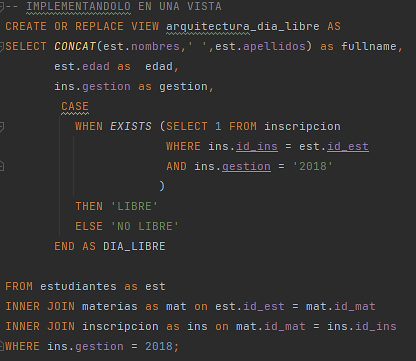 -- IMPLEMENTANDOLO EN UNA VISTA
CREATE OR REPLACE VIEW arquitectura_dia_libre AS
SELECT CONCAT(est.nombres,' ',est.apellidos) as fullname,
est.edad as  edad,
ins.gestion as gestion,
CASE
WHEN EXISTS (SELECT 1 FROM inscripcion
WHERE ins.id_ins = est.id_est
AND ins.gestion = '2018'
)
THEN 'LIBRE'
ELSE 'NO LIBRE'
END AS DIA_LIBRE
FROM estudiantes as est
INNER JOIN materias as mat on est.id_est = mat.id_mat
INNER JOIN inscripcion as ins on mat.id_mat = ins.id_ins
WHERE ins.gestion = 2018;